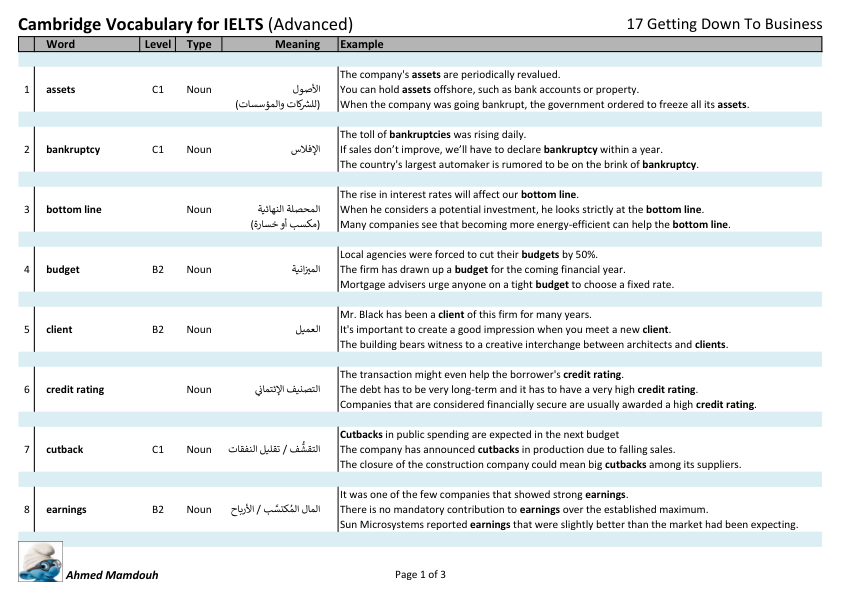 Cambridge Vocabulary for IELTS (Advanced) 17 Getting Down To Business
Word Level Type Meaning Example
The company's assets are periodically revalued.
1 assets C1 Noun الأصول You can hold assets offshore, such as bank accounts or property.
(للشركات والمؤسسات) When the company was going bankrupt, the government ordered to freeze all its assets.
The toll of bankruptcies was rising daily.
2 bankruptcy C1 Noun الإفلاس If sales don't improve, we'll have to declare bankruptcy within a year.
The country's largest automaker is rumored to be on the brink of bankruptcy.
The rise in interest rates will affect our bottom line.
3 bottom line Noun المحصلة النهائية When he considers a potential investment, he looks strictly at the bottom line.
(مكسب أو خسارة) Many companies see that becoming more energy-efficient can help the bottom line.
Local agencies were forced to cut their budgets by 50%.
4 budget B2 Noun الميزانية The firm has drawn up a budget for the coming financial year.
Mortgage advisers urge anyone on a tight budget to choose a fixed rate.
Mr. Black has been a client of this firm for many years.
5 client B2 Noun العميل It's important to create a good impression when you meet a new client.
The building bears witness to a creative interchange between architects and clients.
The transaction might even help the borrower's credit rating.
6 credit rating Noun التصنيف الإئتماني The debt has to be very long-term and it has to have a very high credit rating.
Companies that are considered financially secure are usually awarded a high credit rating.
Cutbacks in public spending are expected in the next budget
7 cutback C1 Noun التقشُّف / تقليل النفقات The company has announced cutbacks in production due to falling sales.
The closure of the construction company could mean big cutbacks among its suppliers.
It was one of the few companies that showed strong earnings.
8 earnings B2 Noun المال المُكتسَب / الأرباح There is no mandatory contribution to earnings over the established maximum.
Sun Microsystems reported earnings that were slightly better than the market had been expecting.
Ahmed Mamdouh Page 1 of 3